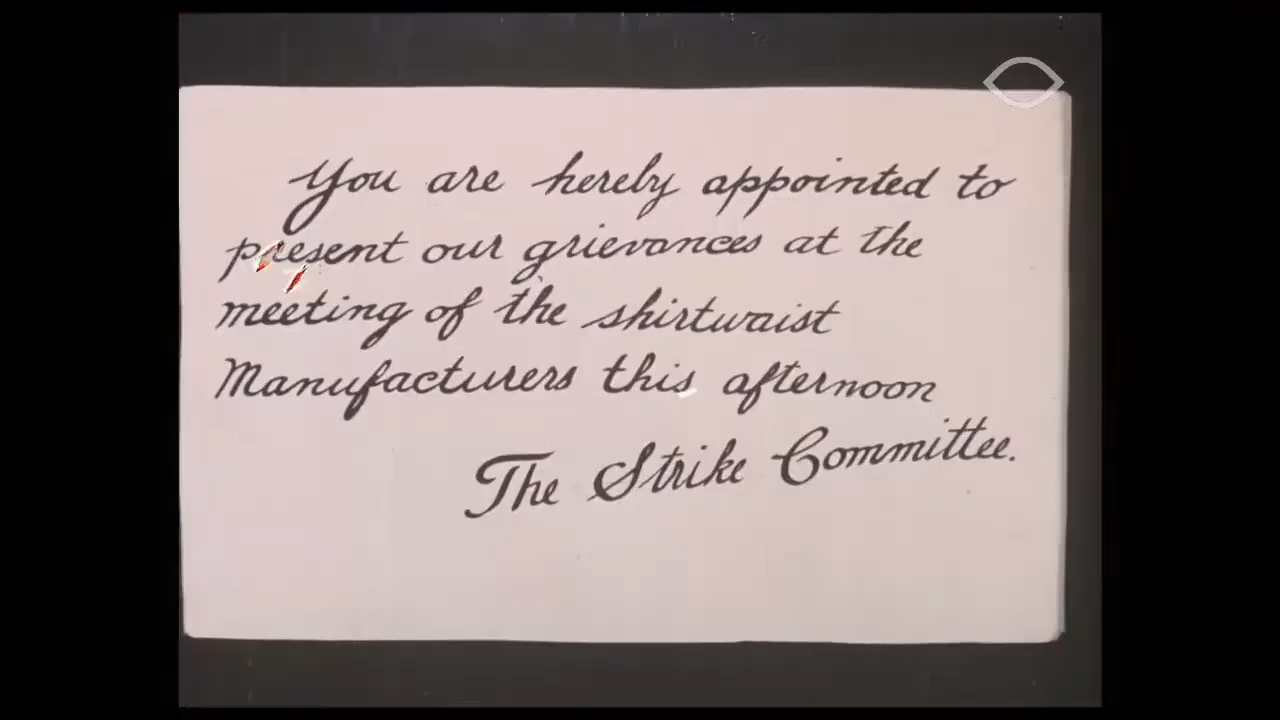 You are hereby appointed to
present our grievances at the
meeting of the shirtwaist
Manufacturers this afternoon
The Strike Committee.